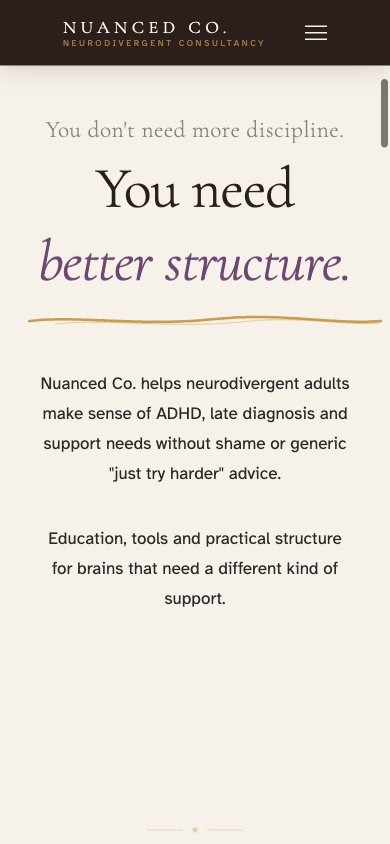 NUANCED CO.
NEURODIVERGENT CONSULTANCY
You don't need more discipline.
You need
better structure.
Nuanced Co. helps neurodivergent adults
make sense of ADHD, late diagnosis and
support needs without shame or generic
"just try harder" advice.
Education, tools and practical structure
for brains that need a different kind of
support.